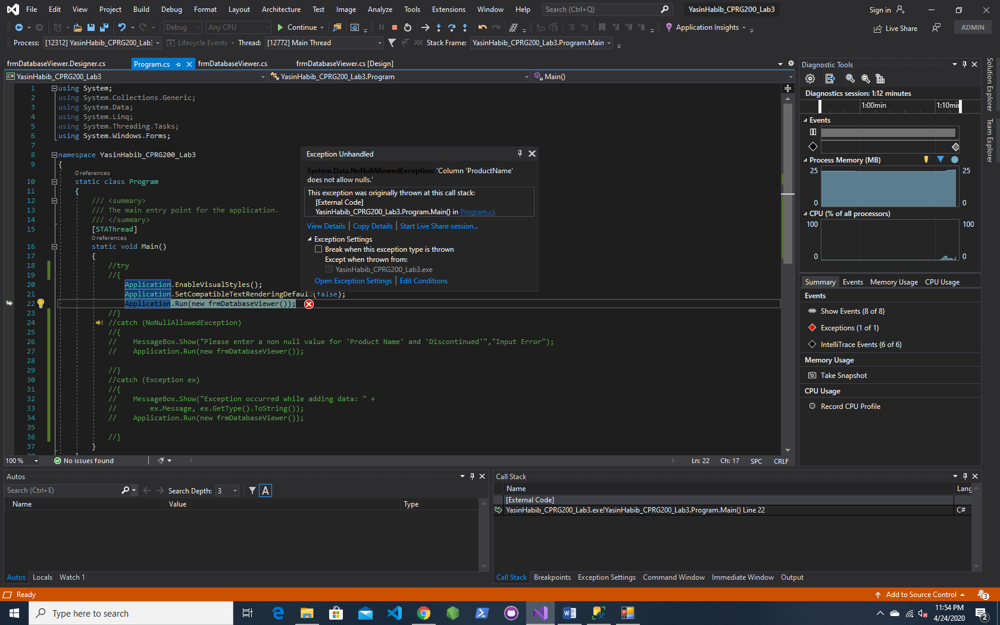 File Edit View Project Build Debug Format Layout Architecture Test Image Analyze Tools Extensions Window Help Search (Ctrl+Q) YasinHabib_CPRG200_Lab3 Sign in
Debug Any CPU Continue Application Insights Live Share ADMIN
Process: [12312] YasinHabib_CPRG200_Lab3 Lifecycle Events Thread: [12772] Main Thread Stack Frame: YasinHabib_CPRG200_Lab3.Program.Main
frmDatabaseViewer.Designer.cs Program.cs frmDatabaseViewer.cs frmDatabaseViewer.cs [Design]
YasinHabib_CPRG200_Lab3 YasinHabib_CPRG200_Lab3.Program Main()
1 using System;
2 using System.Collections.Generic;
3 using System.Data;
4 using System.Linq;
5 using System.Threading.Tasks;
6 using System.Windows.Forms;
7
8 namespace YasinHabib_CPRG200_Lab3
9 {
0 references
10 static class Program
11 {
12 /// <summary>
13 /// The main entry point for the application.
14 /// </summary>
15 [STAThread]
0 references
16 static void Main()
17 {
18 //try
19 //{
20 Application.EnableVisualStyles();
21 Application.SetCompatibleTextRenderingDefaul (false);
22 Application.Run(new frmDatabaseViewer());
23 //}
24 //catch (NoNullAllowedException)
25 //{
26 // MessageBox.Show("Please enter a non null value for 'Product Name' and 'Discontinued'","Input Error");
27 // Application.Run(new frmDatabaseViewer());
28
29 //}
30 //catch (Exception ex)
31 //{
32 // MessageBox.Show("Exception occurred while adding data: " +
33 // ex.Message, ex.GetType().ToString());
34 // Application.Run(new frmDatabaseViewer());
35
36 //}
37 }
38 }
Exception Unhandled
System.Data.NoNullAllowedException: 'Column 'ProductName'
does not allow nulls.'
This exception was originally thrown at this call stack:
[External Code]
YasinHabib_CPRG200_Lab3.Program.Main() in Program.cs
View Details Copy Details Start Live Share session...
Exception Settings
Break when this exception type is thrown
Except when thrown from:
YasinHabib_CPRG200_Lab3.exe
Open Exception Settings Edit Conditions
100 % No issues found Ln: 22 Ch: 17 SPC CRLF
Diagnostic Tools
Diagnostics session: 1:12 minutes
1:00min 1:10min
Events
Process Memory (MB)
25 25
0 0
CPU (% of all processors)
100 100
0 0
Summary Events Memory Usage CPU Usage
Events
Show Events (8 of 8)
Exceptions (1 of 1)
IntelliTrace Events (6 of 6)
Memory Usage
Take Snapshot
CPU Usage
Record CPU Profile
Solution Explorer
Team Explorer
Autos
Search (Ctrl+E) Search Depth: 3 A
Name Value Type
Autos Locals Watch 1
Call Stack
Name Lang
[External Code]
YasinHabib_CPRG200_Lab3.exe!YasinHabib_CPRG200_Lab3.Program.Main() Line 22 C#
Call Stack Breakpoints Exception Settings Command Window Immediate Window Output
Ready Add to Source Control 3
Type here to search
11:54 PM
4/24/2020
2